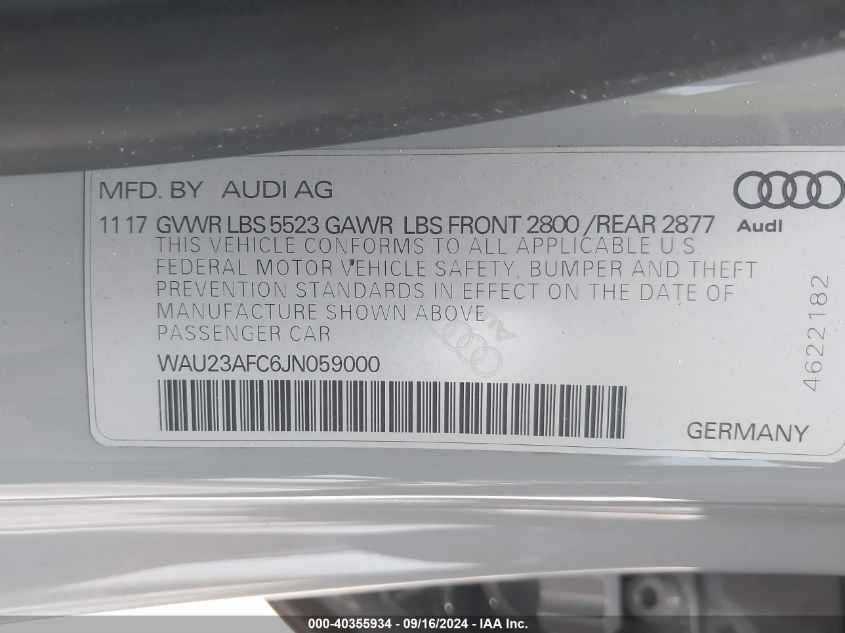 MFD. BY AUDI AG
11 17 GVWR LBS 5523 GAWR LBS FRONT 2800 /REAR 2877
Audi
THIS VEHICLE CONFORMS TO ALL APPLICABLE U.S.
FEDERAL MOTOR VEHICLE SAFETY, BUMPER AND THEFT
PREVENTION STANDARDS IN EFFECT ON THE DATE OF
MANUFACTURE SHOWN ABOVE
PASSENGER CAR
WAU23AFC6JN059000
4622182
GERMANY
000-40355934 - 09/16/2024 - IAA Inc.